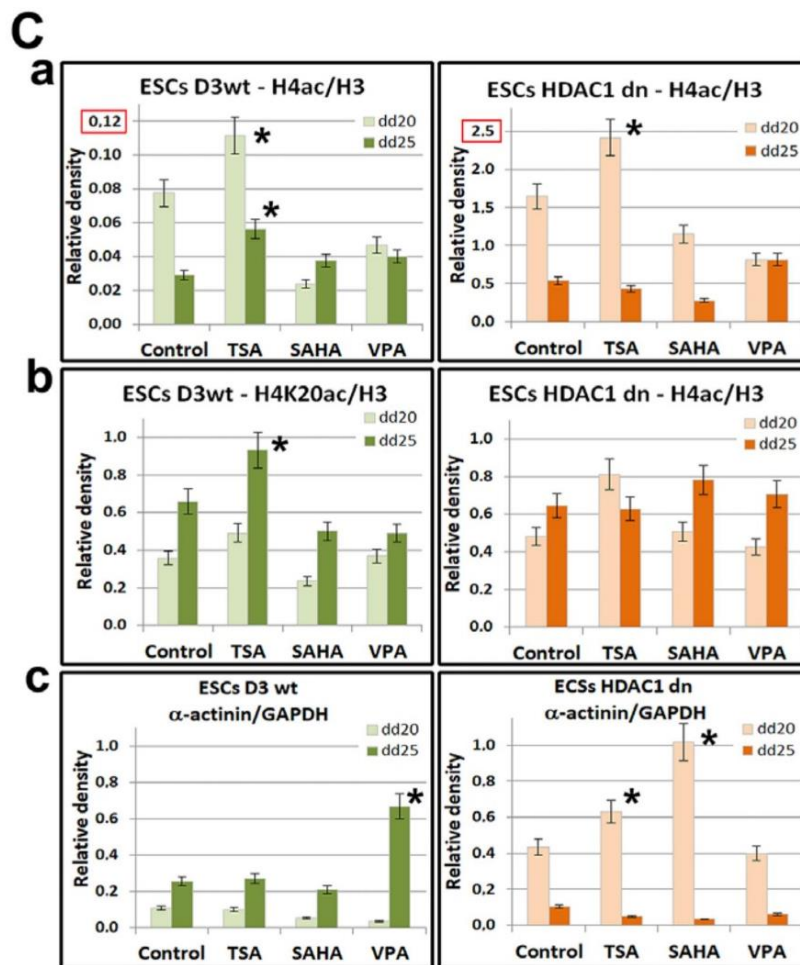 C
a
ESCs D3wt - H4ac/H3
0,12
0.10
0.08
0.06
0.04
0.02
0,00
Relative density
dd20
dd25
*
*
Control TSA SAHA VPA
ESCs HDAC1 dn - H4ac/H3
2.5
2.0
1.5
1.0
0.5
0.0
Relative density
dd20
dd25
*
Control TSA SAHA VPA
b
ESCs D3wt - H4K20ac/H3
1.0
0.8
0.6
0.4
0.2
0.0
Relative density
dd20
dd25
*
Control TSA SAHA VPA
ESCs HDAC1 dn - H4ac/H3
1.0
0.8
0.6
0.4
0.2
0.0
Relative density
dd20
dd25
Control TSA SAHA VPA
c
ESCs D3 wt
α-actinin/GAPDH
1.0
0.8
0.6
0.4
0.2
0.0
Relative density
dd20
dd25
*
Control TSA SAHA VPA
ECSs HDAC1 dn
α-actinin/GAPDH
1.0
0.8
0.6
0.4
0.2
0.0
Relative density
dd20
dd25
*
*
Control TSA SAHA VPA